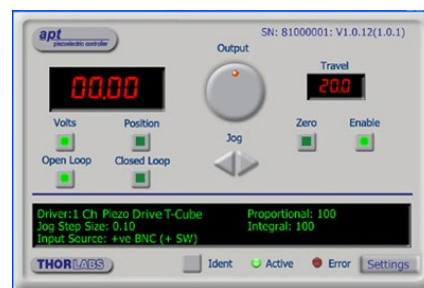 apt
piezoelectric controller
SN: 81000001: V1.0.12(1.0.1)
Output
00.00
Travel
20.0
Volts
Position
Jog
Zero
Enable
Open Loop
Closed Loop
Driver:1 Ch Piezo Drive T-Cube
Proportional: 100
Jog Step Size: 0.10
Integral: 100
Input Source: +ve BNC (+ SW)
THORLABS
Ident
Active
Error
Settings